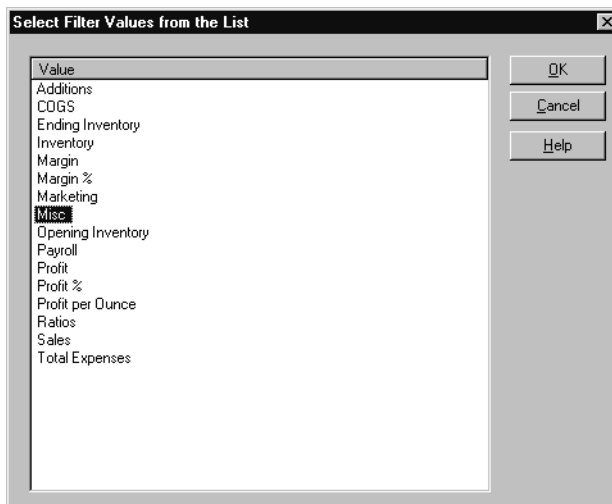 Select Filter Values from the List
Value
Additions
COGS
Ending Inventory
Inventory
Margin
Margin %
Marketing
Misc
Opening Inventory
Payroll
Profit
Profit %
Profit per Ounce
Ratios
Sales
Total Expenses
OK
Cancel
Help